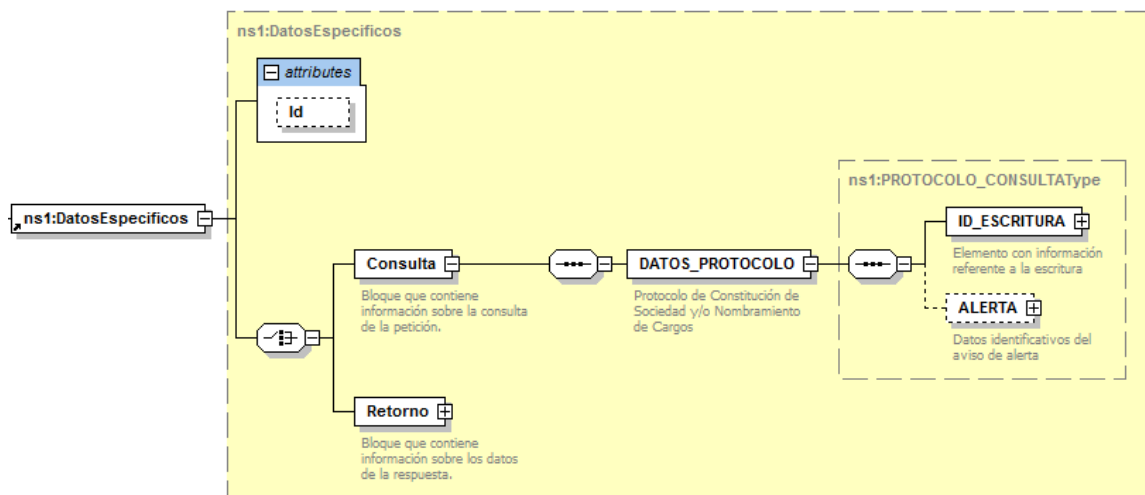 ns1:DatosEspecificos
attributes
Id
ns1:PROTOCOLO_CONSULTAType
ns1:DatosEspecificos
ID_ESCRITURA
Elemento con información
referente a la escritura
Consulta
DATOS_PROTOCOLO
Bloque que contiene
información sobre la consulta
de la petición.
Protocolo de Constitución de
Sociedad y/o Nombramiento
de Cargos
ALERTA
Datos identificativos del
aviso de alerta
Retorno
Bloque que contiene
información sobre los datos
de la respuesta.